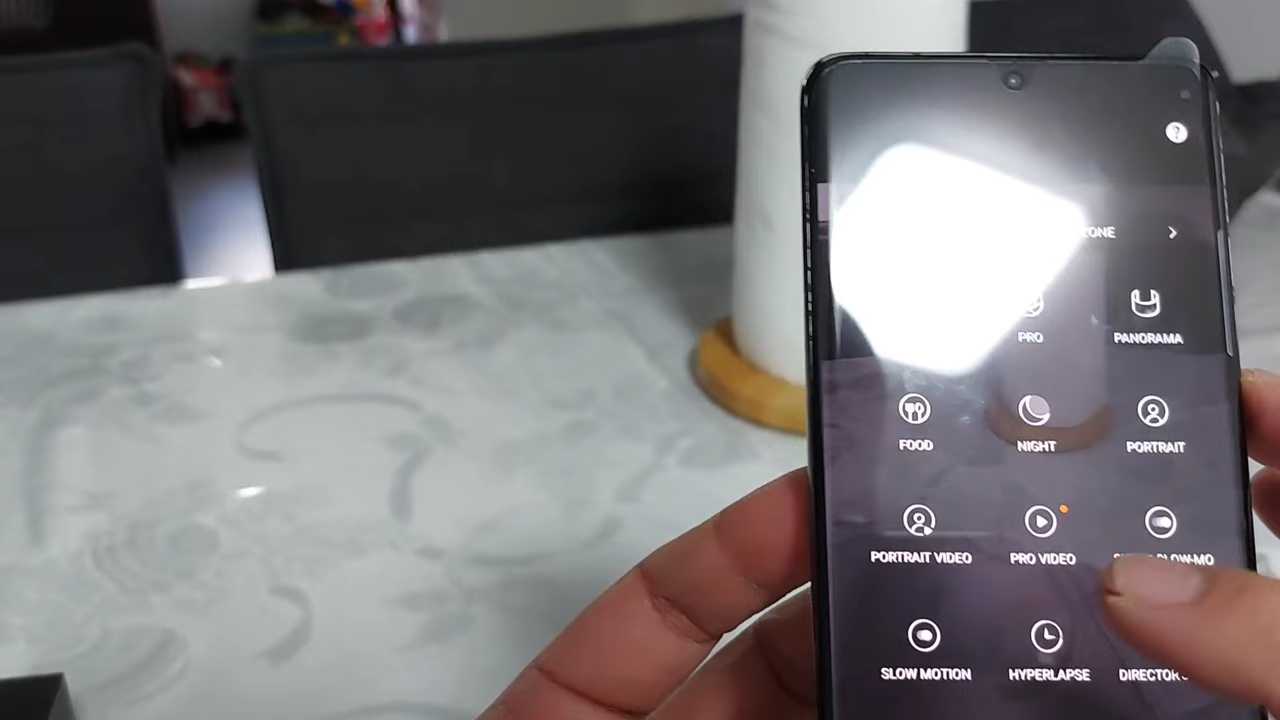 ?
PRO PANORAMA
FOOD NIGHT PORTRAIT
PORTRAIT VIDEO PRO VIDEO
SLOW MOTION HYPERLAPSE